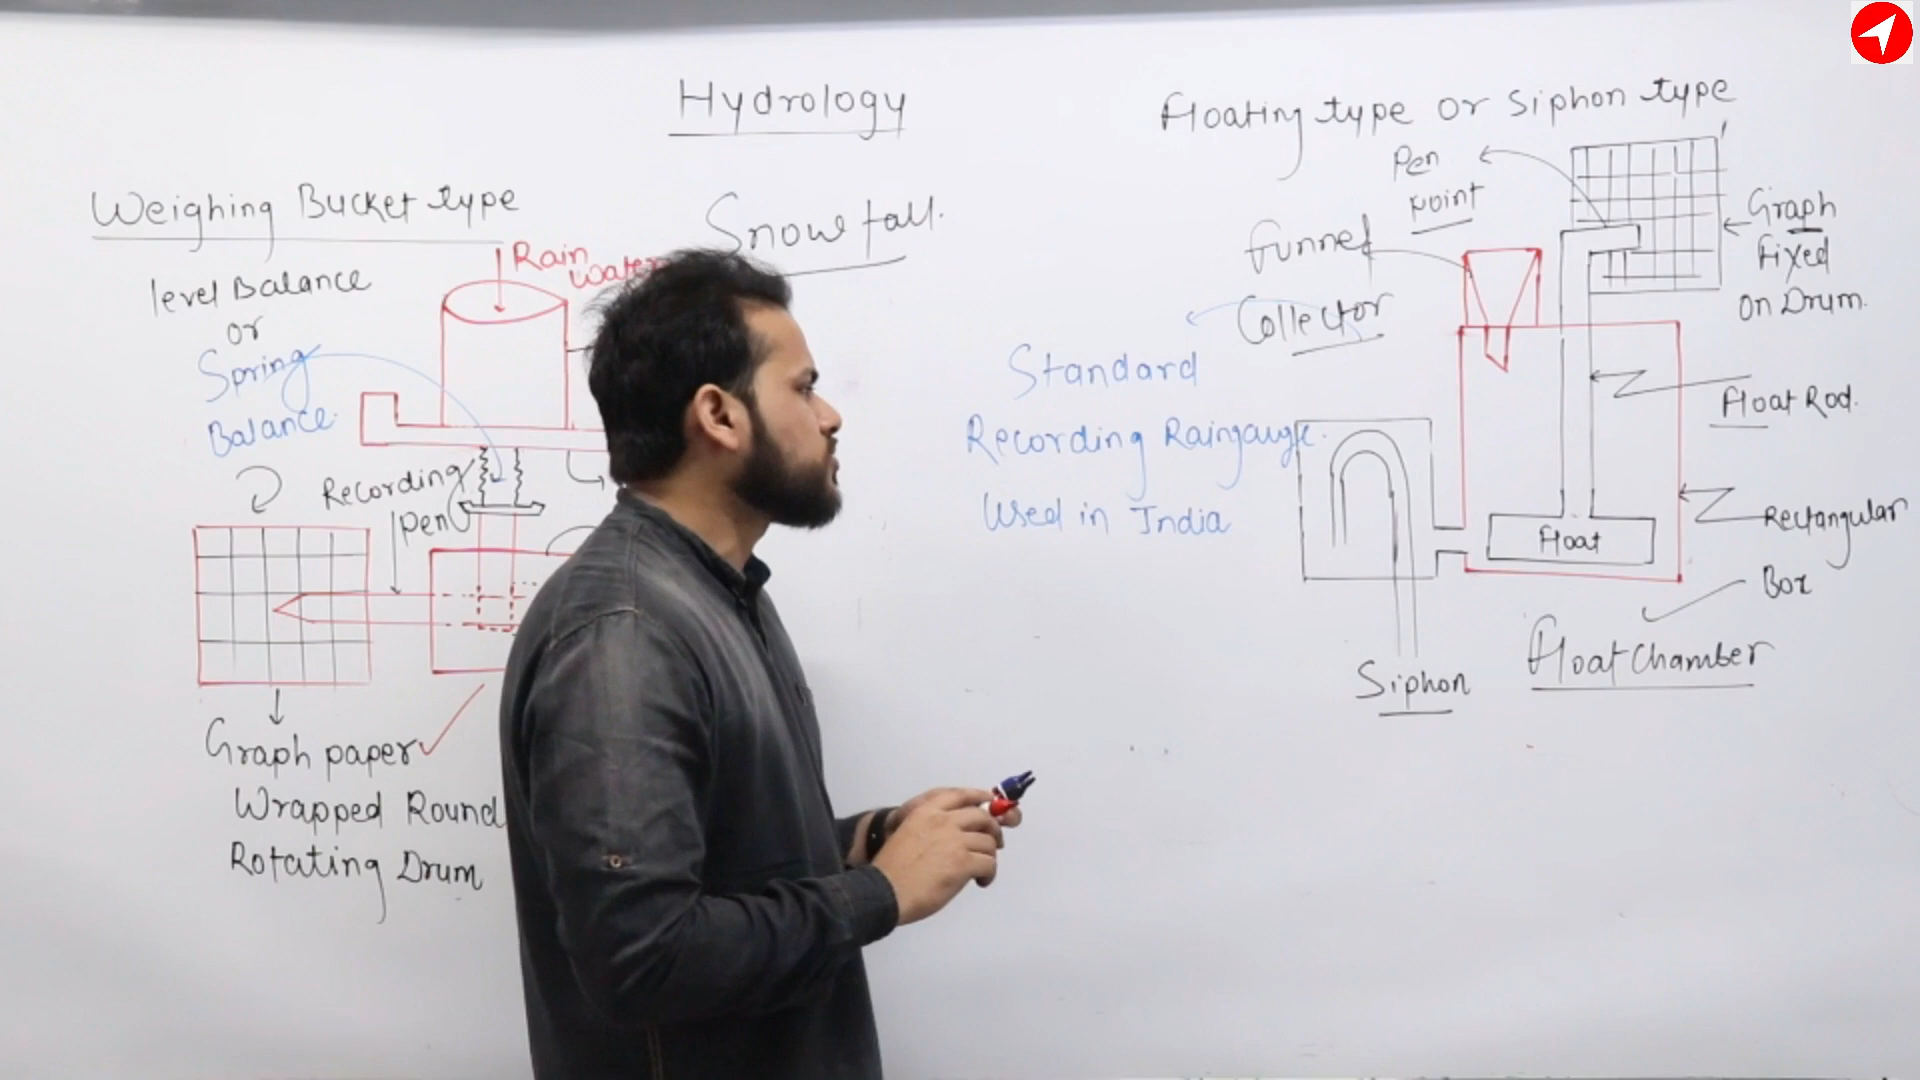 Hydrology
Snowfall.
Weighing Bucket type
Rain
Water
level Balance
or
Spring
Balance
Recording
pen
Graph paper
Wrapped Round
Rotating Drum
Standard
Recording Raingauge.
Used in India
Floating type or Siphon type
Pen
point
Funnel
Collector
Graph
Fixed
on Drum.
Float Rod.
Float
Rectangular
Box
Float Chamber
Siphon